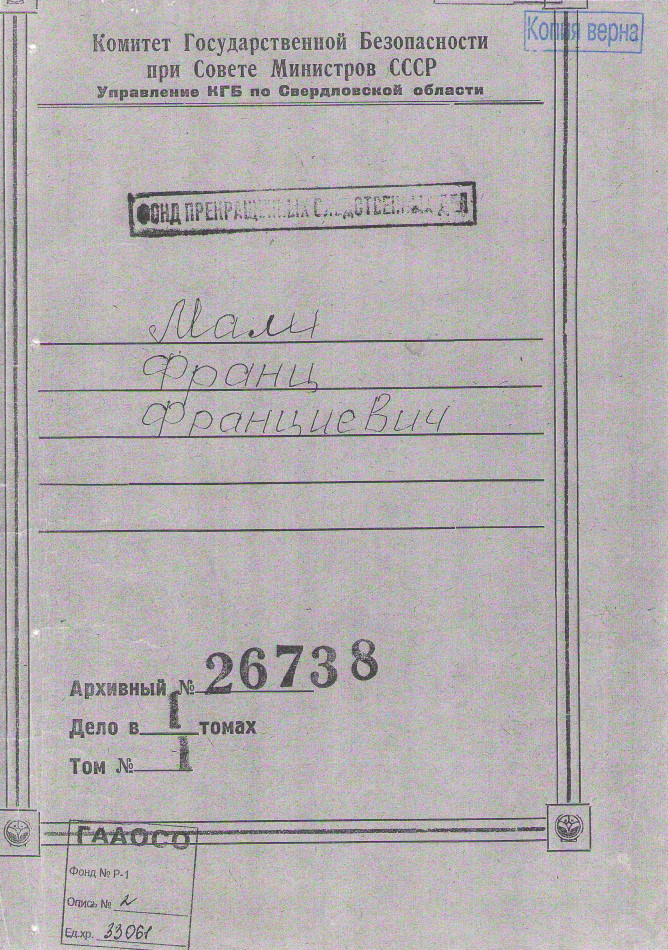 Копия верна
Комитет Государственной Безопасности
при Совете Министров СССР
Управление КГБ по Свердловской области
ФОНД ПРЕКРАЩЕННЫХ СЛЕДСТВЕННЫХ ДЕЛ
Мали
Франц
Францевич
Архивный № 26738
Дело в 1 томах
Том № 1
ГААОСО
Фонд № Р-1
Опись № 2
Ед.хр. 33061